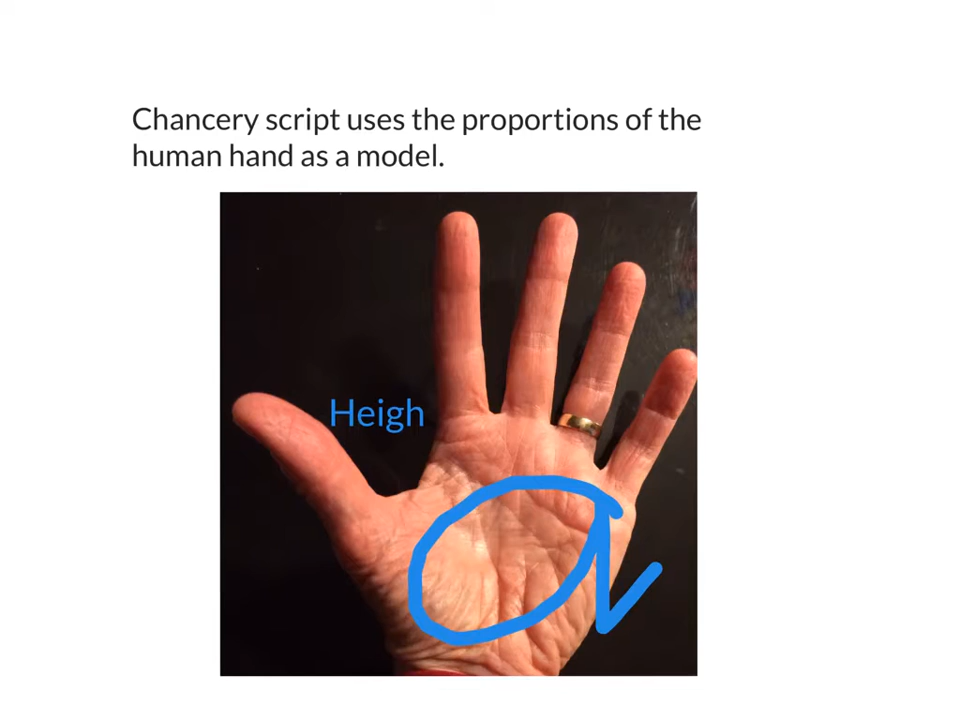 Chancery script uses the proportions of the
human hand as a model.
Heigh
a